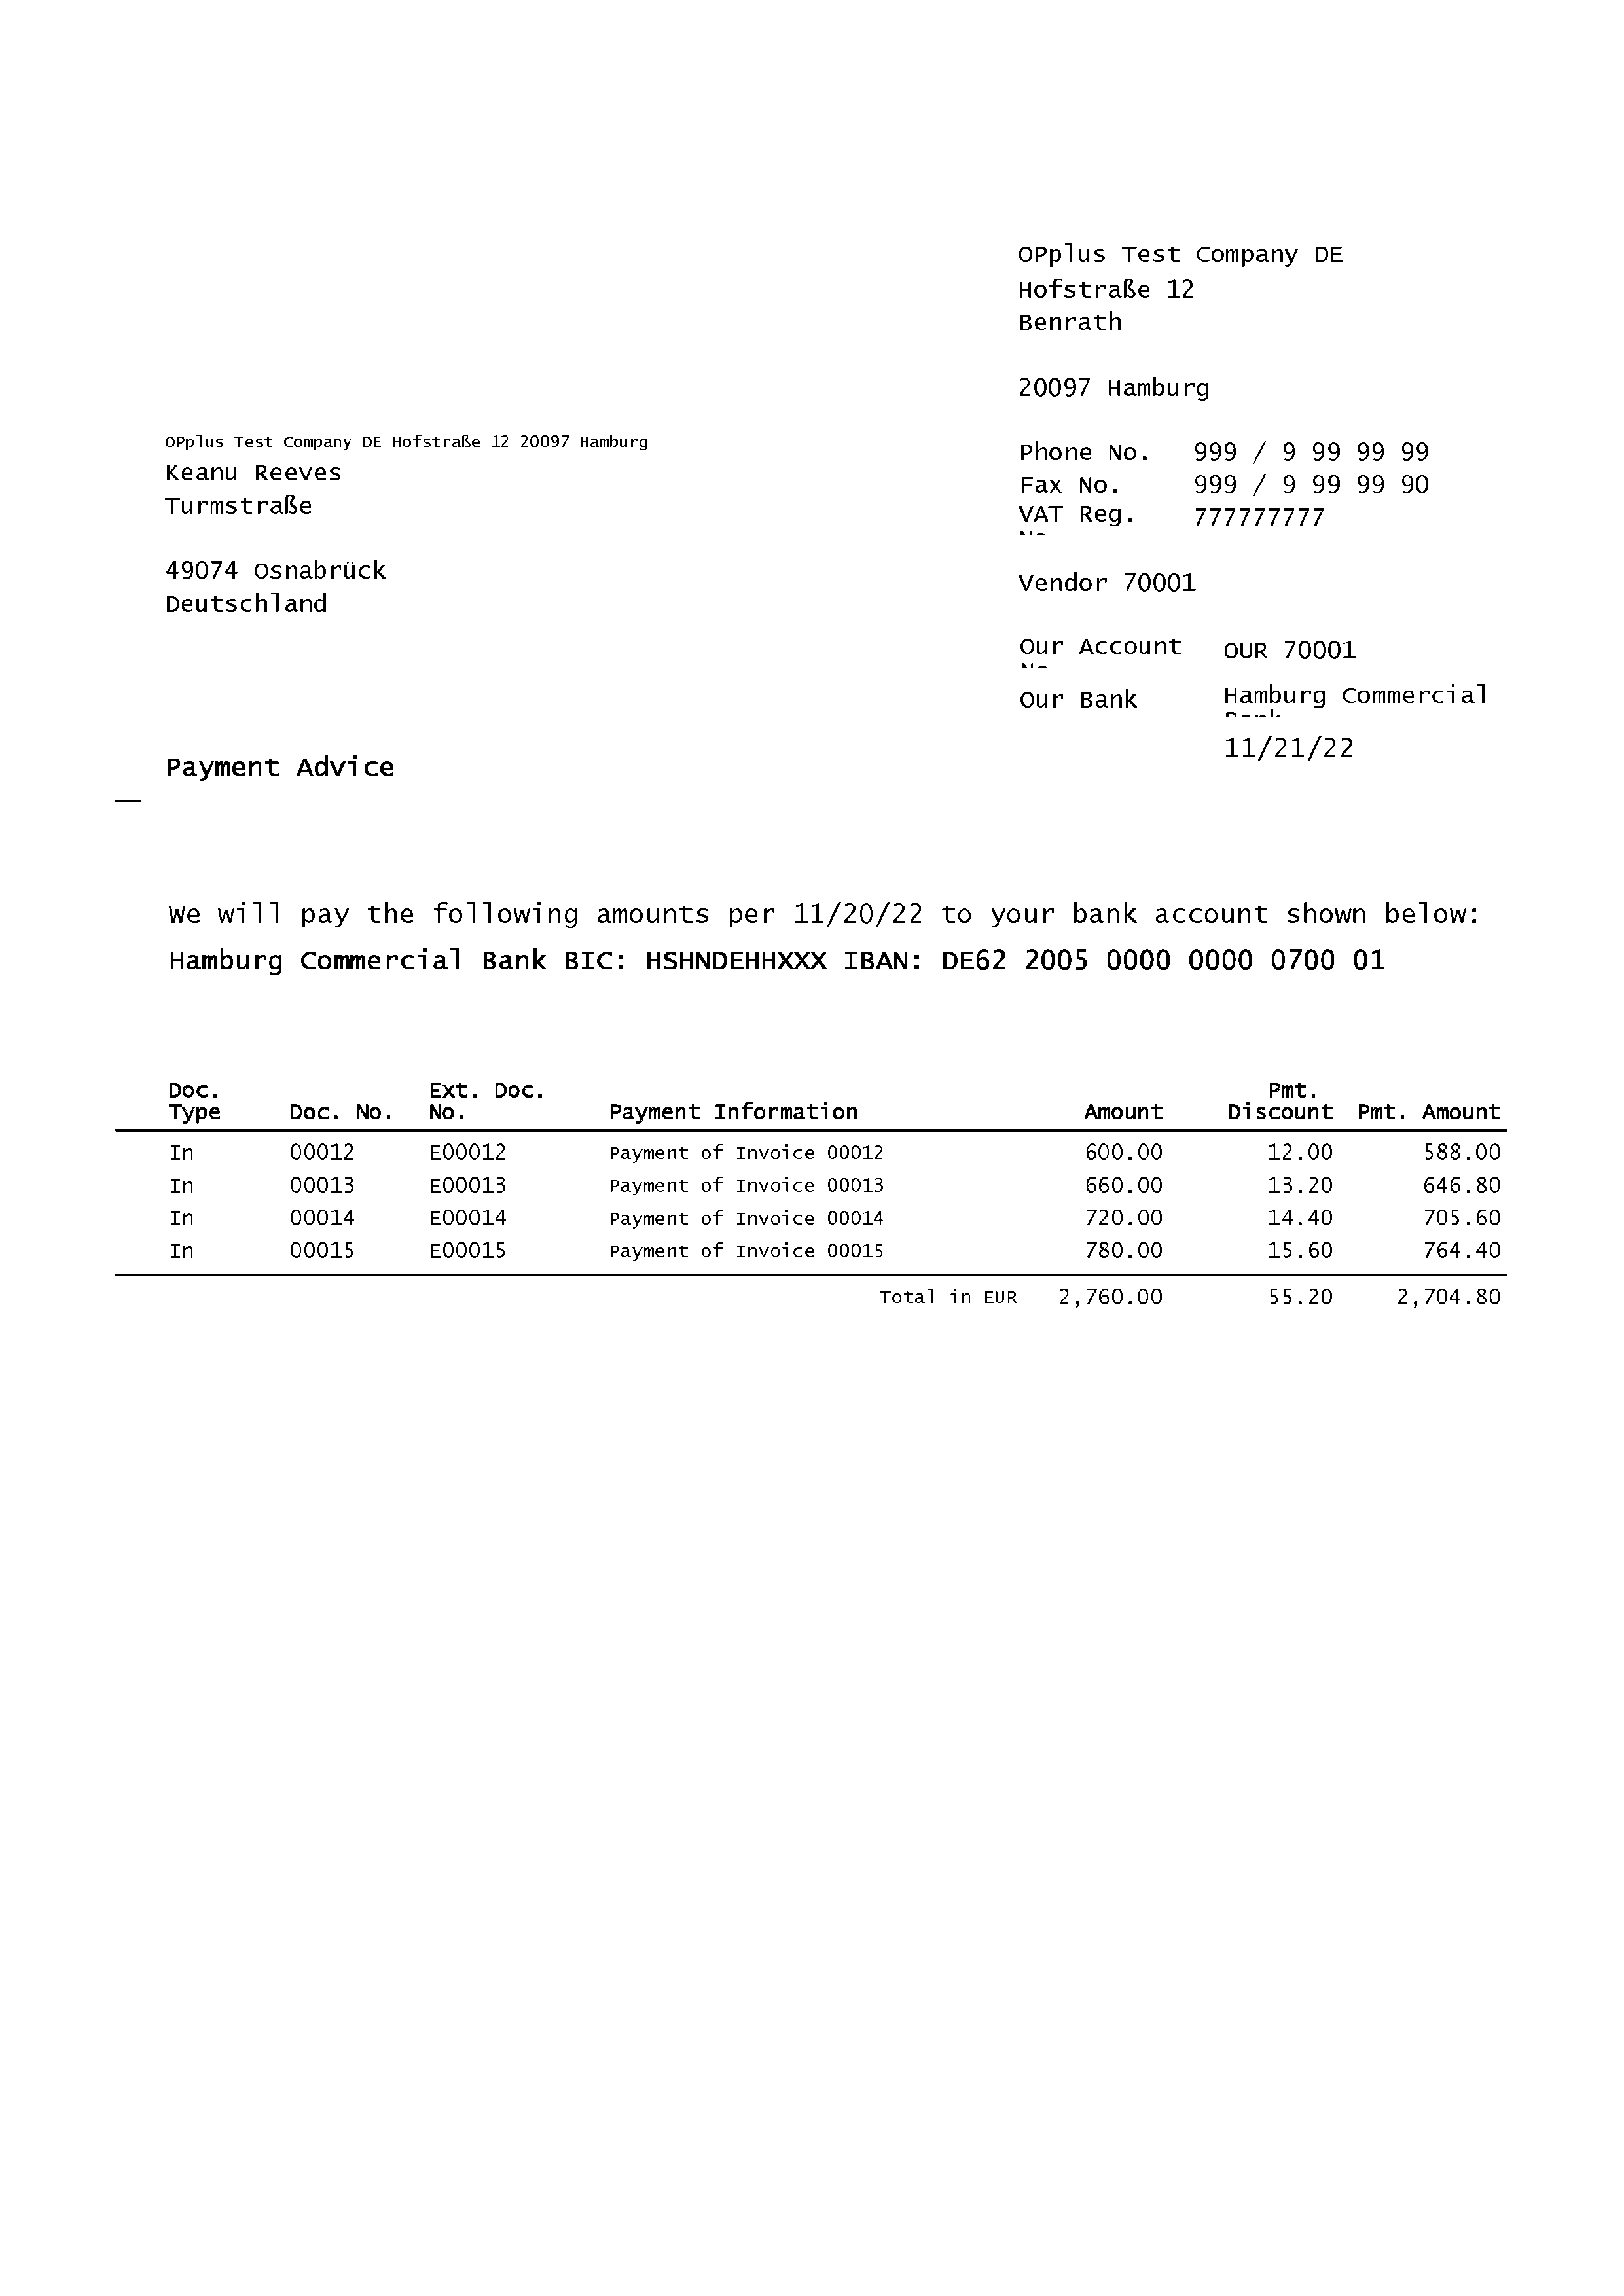 OPplus Test Company DE
Hofstraße 12
Benrath
20097 Hamburg
OPplus Test Company DE Hofstraße 12 20097 Hamburg
Keanu Reeves
Turmstraße
49074 Osnabrück
Deutschland
Phone No. 999 / 9 99 99 99
Fax No. 999 / 9 99 99 90
VAT Reg. 777777777
Vendor 70001
Our Account OUR 70001
Our Bank Hamburg Commercial
11/21/22
Payment Advice
We will pay the following amounts per 11/20/22 to your bank account shown below:
Hamburg Commercial Bank BIC: HSHNDEHHXXX IBAN: DE62 2005 0000 0000 0700 01
Doc. Type Doc. No. Ext. Doc. No. Payment Information Amount Pmt. Discount Pmt. Amount
In 00012 E00012 Payment of Invoice 00012 600.00 12.00 588.00
In 00013 E00013 Payment of Invoice 00013 660.00 13.20 646.80
In 00014 E00014 Payment of Invoice 00014 720.00 14.40 705.60
In 00015 E00015 Payment of Invoice 00015 780.00 15.60 764.40
Total in EUR 2,760.00 55.20 2,704.80